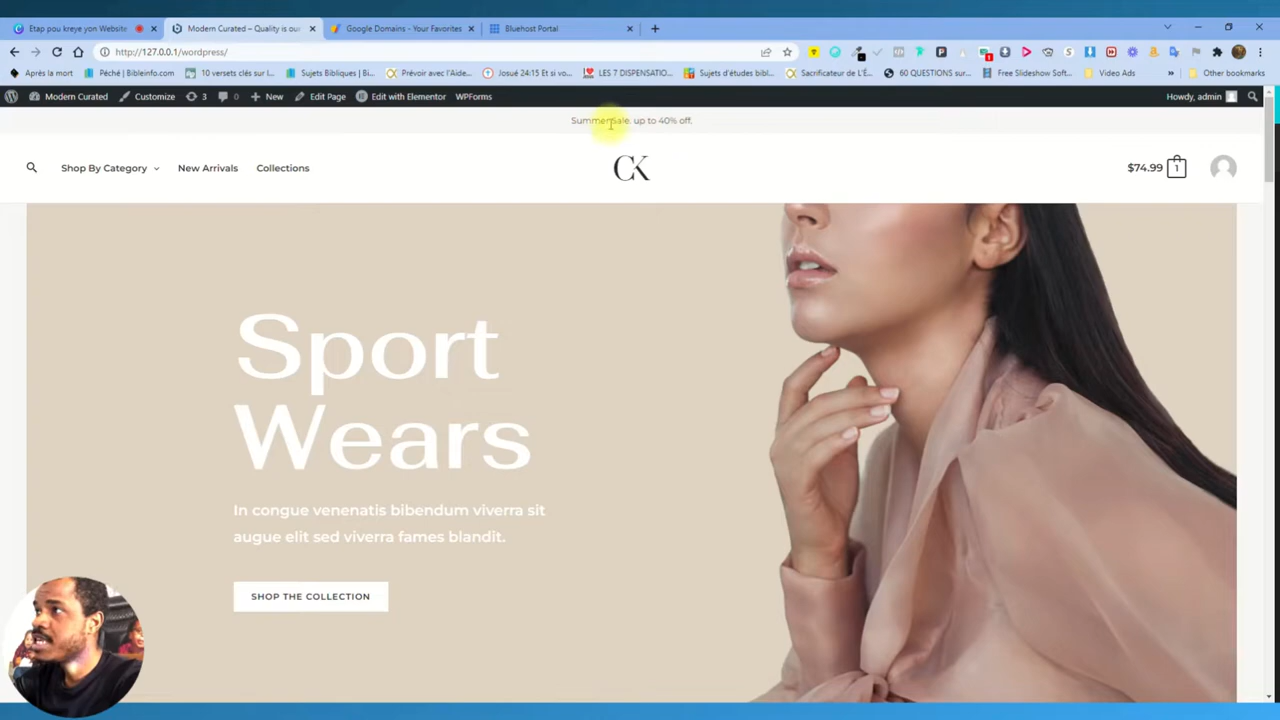 Etap pou kreye yon Website
Modern Curated – Quality is ou
Google Domains - Your Favorites
Bluehost Portal
http://127.0.0.1/wordpress/
Après la mort
Péché | Bibleinfo.com
10 versets clés sur l...
Sujets Bibliques | Bi...
Prévoir avec l'Aide...
Josué 24:15 Et si vo...
LES 7 DISPENSATIO...
Sujets d'études bibl...
Sacrificateur de L'É...
60 QUESTIONS sur...
Free Slideshow Soft...
Video Ads
»
Other bookmarks
Modern Curated
Customize
3
0
New
Edit Page
Edit with Elementor
WPForms
Howdy, admin
Summer Sale, up to 40% off.
Shop By Category
New Arrivals
Collections
CK
$74.99
1
Sport
Wears
In congue venenatis bibendum viverra sit
augue elit sed viverra fames blandit.
SHOP THE COLLECTION